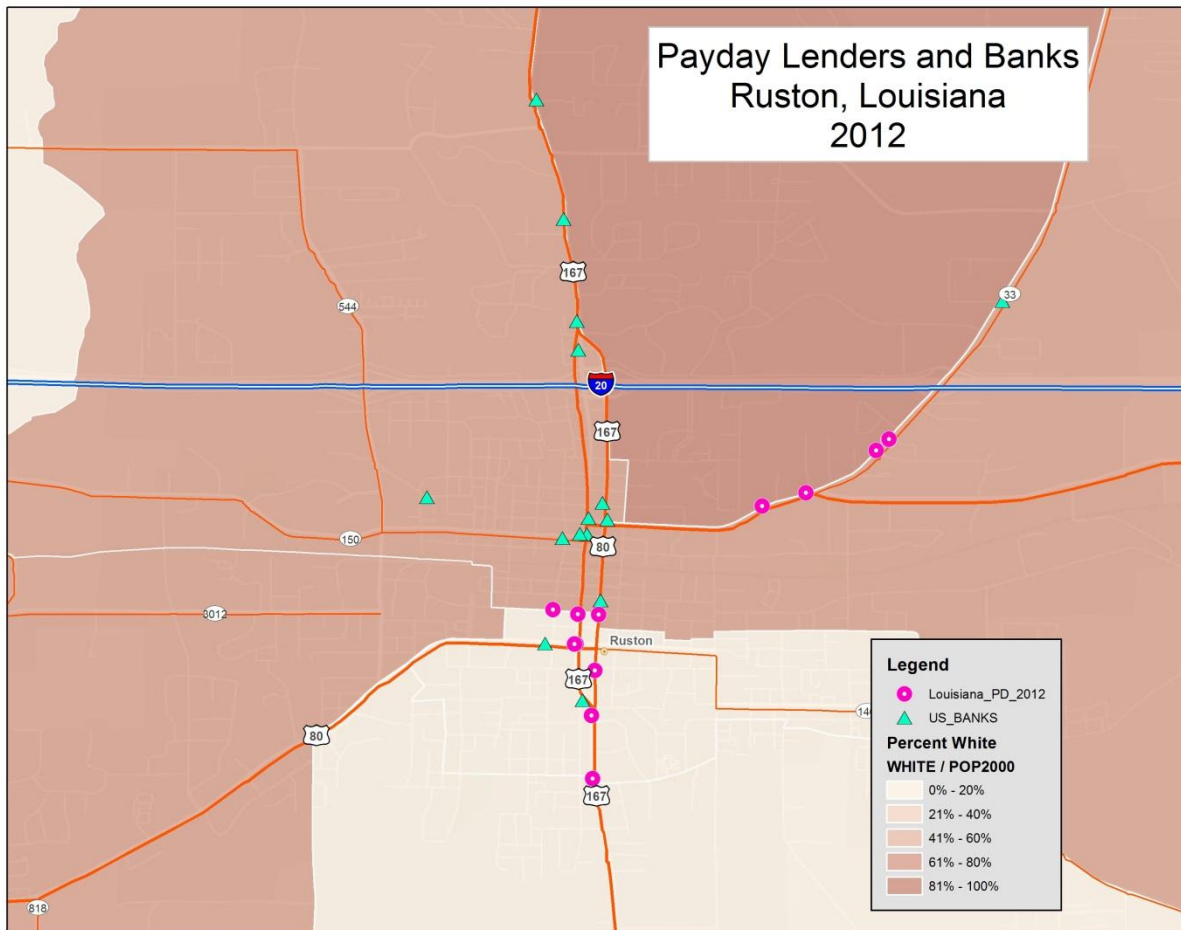 Payday Lenders and Banks
Ruston, Louisiana
2012
167
33
544
20
167
150
80
3012
Ruston
167
80
167
818
Legend
Louisiana_PD_2012
US_BANKS
Percent White
WHITE / POP2000
0% - 20%
21% - 40%
41% - 60%
61% - 80%
81% - 100%